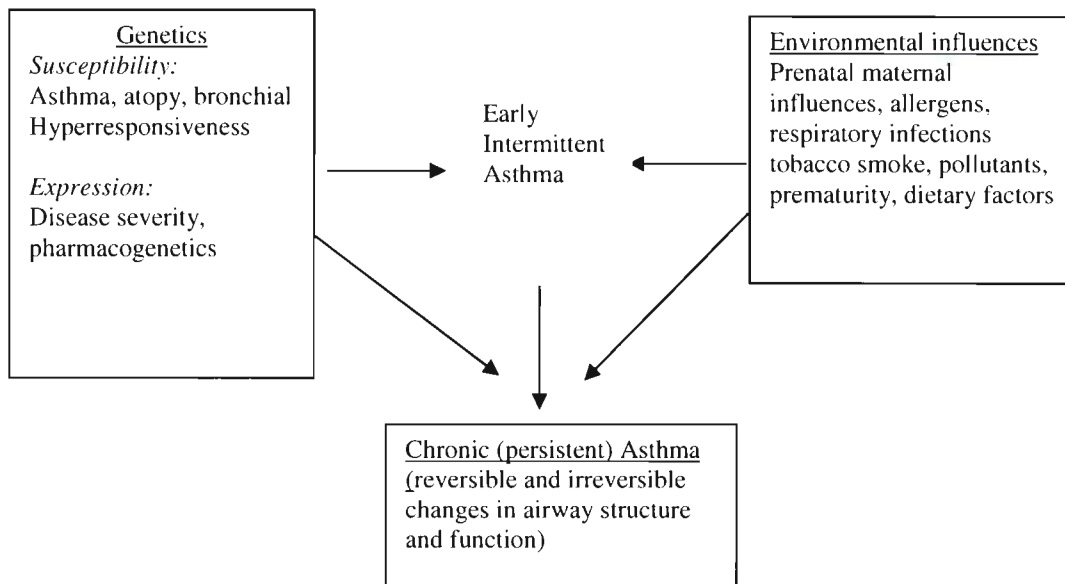 Genetics
Susceptibility:
Asthma, atopy, bronchial
Hyperresponsiveness
Expression:
Disease severity,
pharmacogenetics
Early
Intermittent
Asthma
Environmental influences
Prenatal maternal
influences, allergens,
respiratory infections
tobacco smoke, pollutants,
prematurity, dietary factors
Chronic (persistent) Asthma
(reversible and irreversible
changes in airway structure
and function)